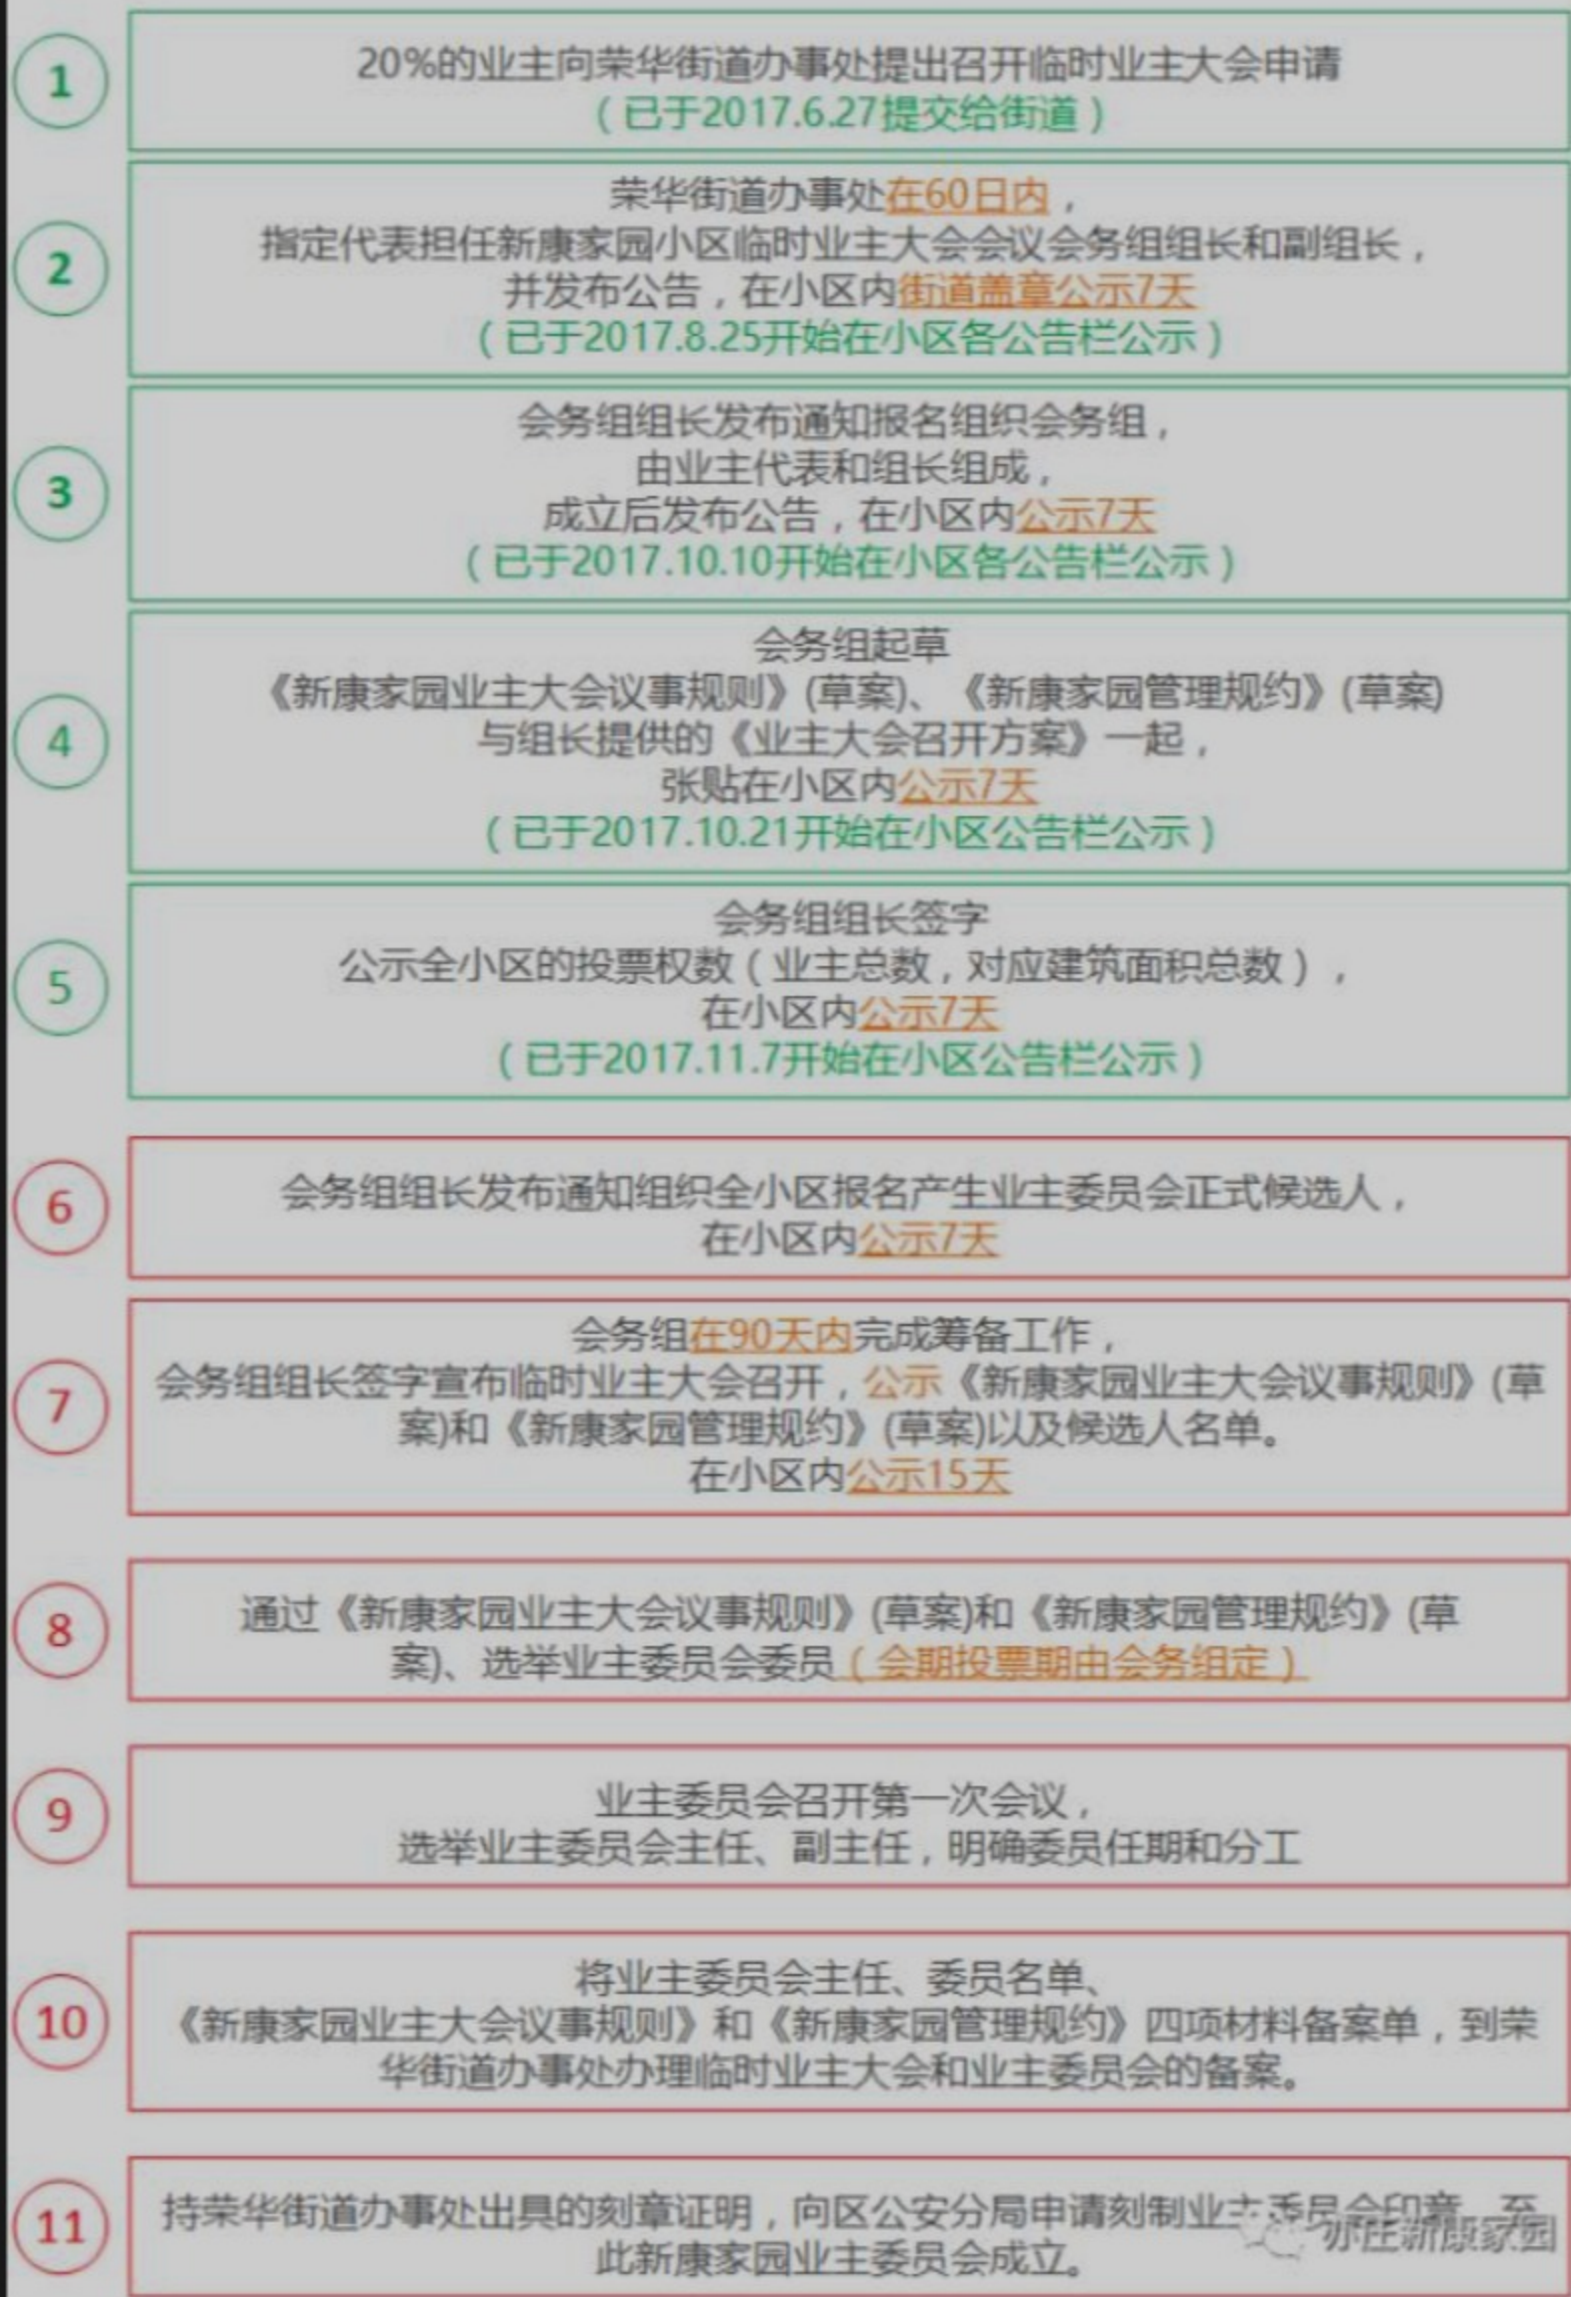 1
20%的业主向荣华街道办事处提出召开临时业主大会申请
（已于2017.6.27提交给街道）
2
荣华街道办事处在60日内，
指定代表担任新康家园小区临时业主大会会议会务组组长和副组长，
并发布公告，在小区内街道盖章公示7天
（已于2017.8.25开始在小区各公告栏公示）
3
会务组组长发布通知报名组织会务组，
由业主代表和组长组成，
成立后发布公告，在小区内公示7天
（已于2017.10.10开始在小区各公告栏公示）
4
会务组起草
《新康家园业主大会议事规则》(草案)、《新康家园管理规约》(草案)
与组长提供的《业主大会召开方案》一起，
张贴在小区内公示7天
（已于2017.10.21开始在小区公告栏公示）
5
会务组组长签字
公示全小区的投票权数（业主总数，对应建筑面积总数），
在小区内公示7天
（已于2017.11.7开始在小区公告栏公示）
6
会务组组长发布通知组织全小区报名产生业主委员会正式候选人，
在小区内公示7天
7
会务组在90天内完成筹备工作，
会务组组长签字宣布临时业主大会召开，公示《新康家园业主大会议事规则》(草
案)和《新康家园管理规约》(草案)以及候选人名单。
在小区内公示15天
8
通过《新康家园业主大会议事规则》(草案)和《新康家园管理规约》(草
案)、选举业主委员会委员（会期投票期由会务组定）
9
业主委员会召开第一次会议，
选举业主委员会主任、副主任，明确委员任期和分工
10
将业主委员会主任、委员名单、
《新康家园业主大会议事规则》和《新康家园管理规约》四项材料备案单，到荣
华街道办事处办理临时业主大会和业主委员会的备案。
11
持荣华街道办事处出具的刻章证明，向区公安分局申请刻制业主委员会印章，至
此新康家园业主委员会成立。
亦庄新康家园